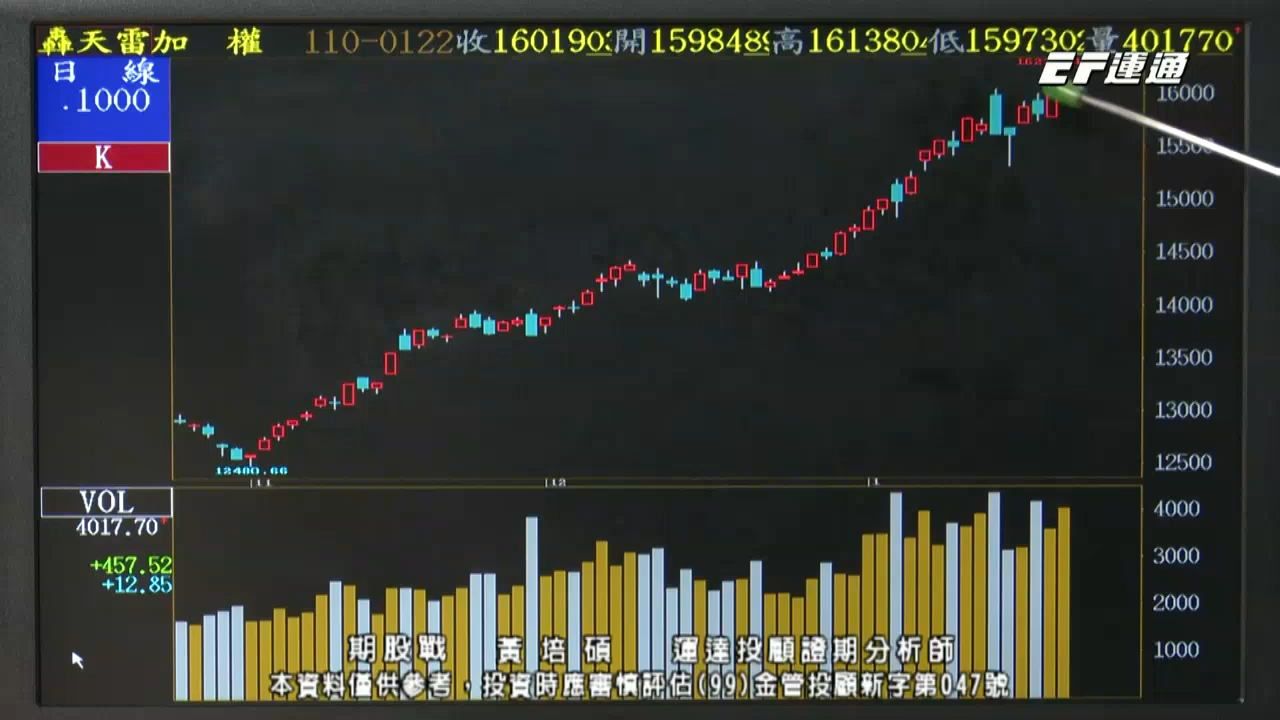 轟天雷加 權 110-0122收1601903開1598489高1613804低1597302量401770
EF運通
日 線
.1000
K
16000
15500
15000
14500
14000
13500
13000
12500
12480.66
11 12 1
VOL
4017.70
+457.52
+12.85
4000
3000
2000
1000
期股戰 黃培碩 運達投顧證期分析師
本資料僅供參考，投資時應審慎評估(99)金管投顧新字第047號